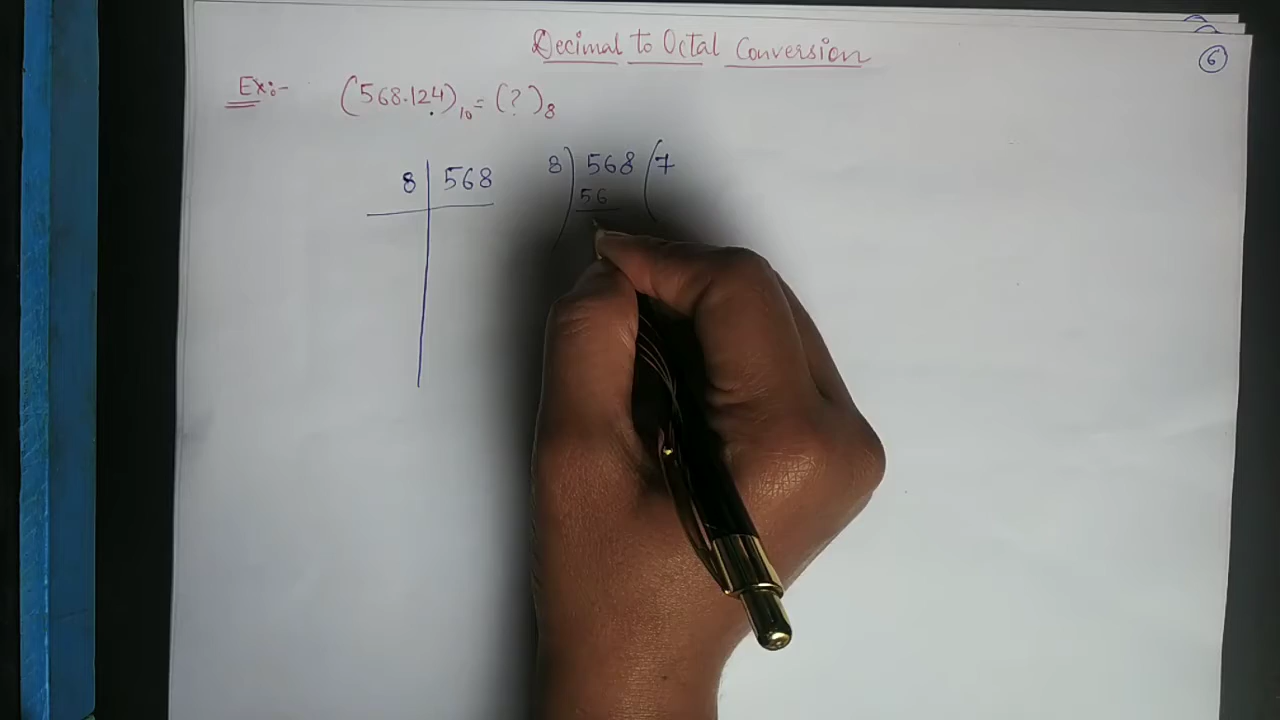 Decimal to Octal Conversion
6
Ex:- (568.124)₁₀ = (?)₈
8 | 568
8 ) 568 ( 7
56